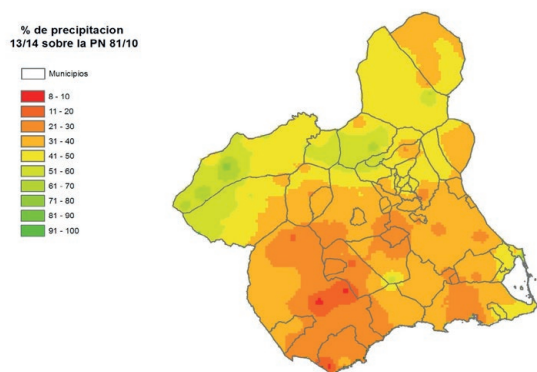 % de precipitacion
13/14 sobre la PN 81/10
Municipios
8 - 10
11 - 20
21 - 30
31 - 40
41 - 50
51 - 60
61 - 70
71 - 80
81 - 90
91 - 100